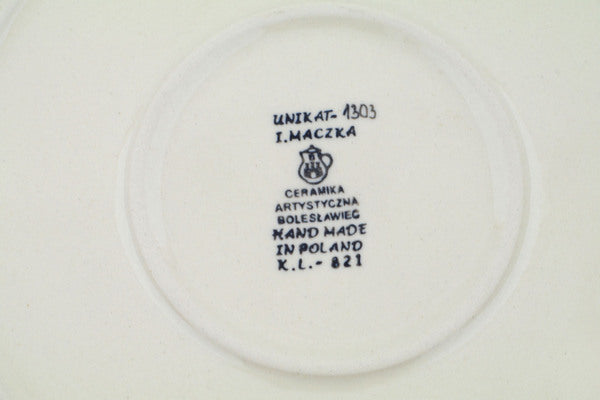 UNIKAT- 1303
I. MACZKA
CERAMIKA
ARTYSTYCZNA
BOLESŁAWIEC
HAND MADE
IN POLAND
K.L.- 821